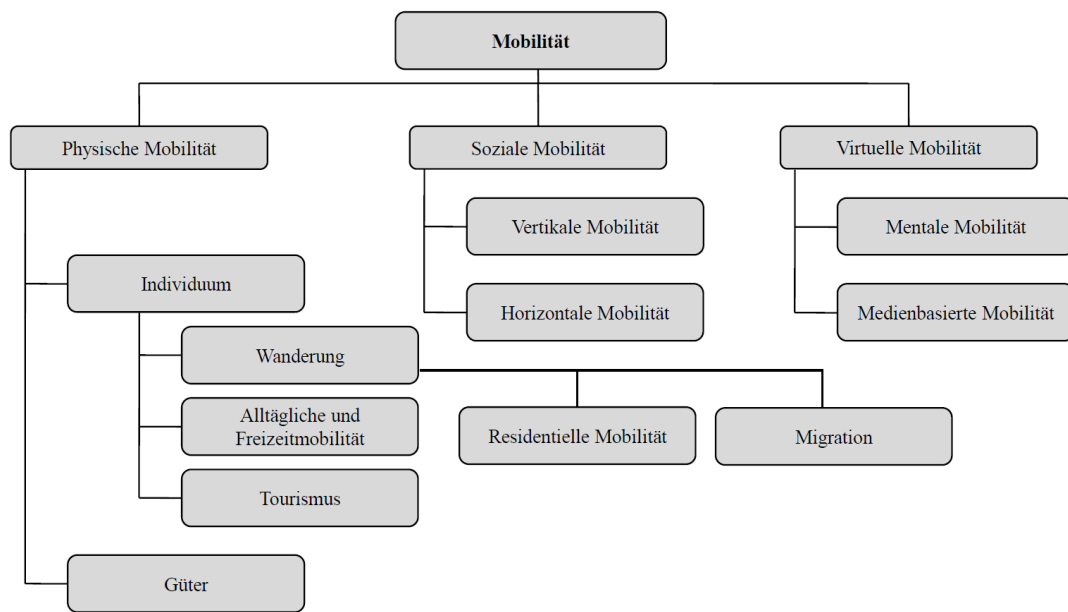 Mobilität
Physische Mobilität
Soziale Mobilität
Virtuelle Mobilität
Vertikale Mobilität
Mentale Mobilität
Individuum
Horizontale Mobilität
Medienbasierte Mobilität
Wanderung
Alltägliche und
Freizeitmobilität
Residentielle Mobilität
Migration
Tourismus
Güter